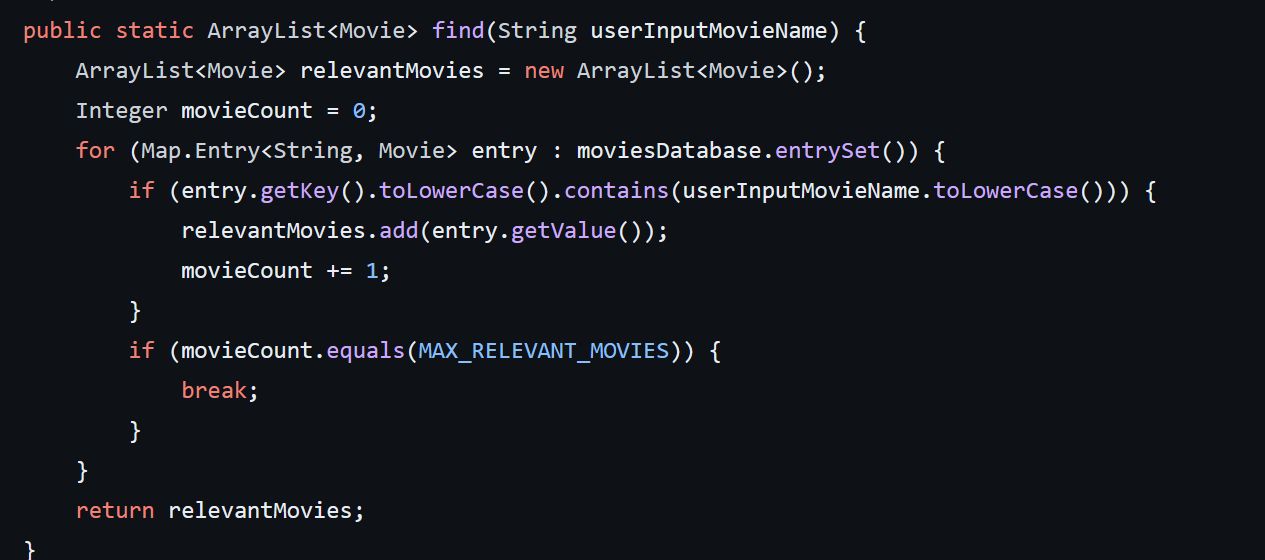 public static ArrayList<Movie> find(String userInputMovieName) {
    ArrayList<Movie> relevantMovies = new ArrayList<Movie>();
    Integer movieCount = 0;
    for (Map.Entry<String, Movie> entry : moviesDatabase.entrySet()) {
        if (entry.getKey().toLowerCase().contains(userInputMovieName.toLowerCase())) {
            relevantMovies.add(entry.getValue());
            movieCount += 1;
        }
        if (movieCount.equals(MAX_RELEVANT_MOVIES)) {
            break;
        }
    }
    return relevantMovies;
}